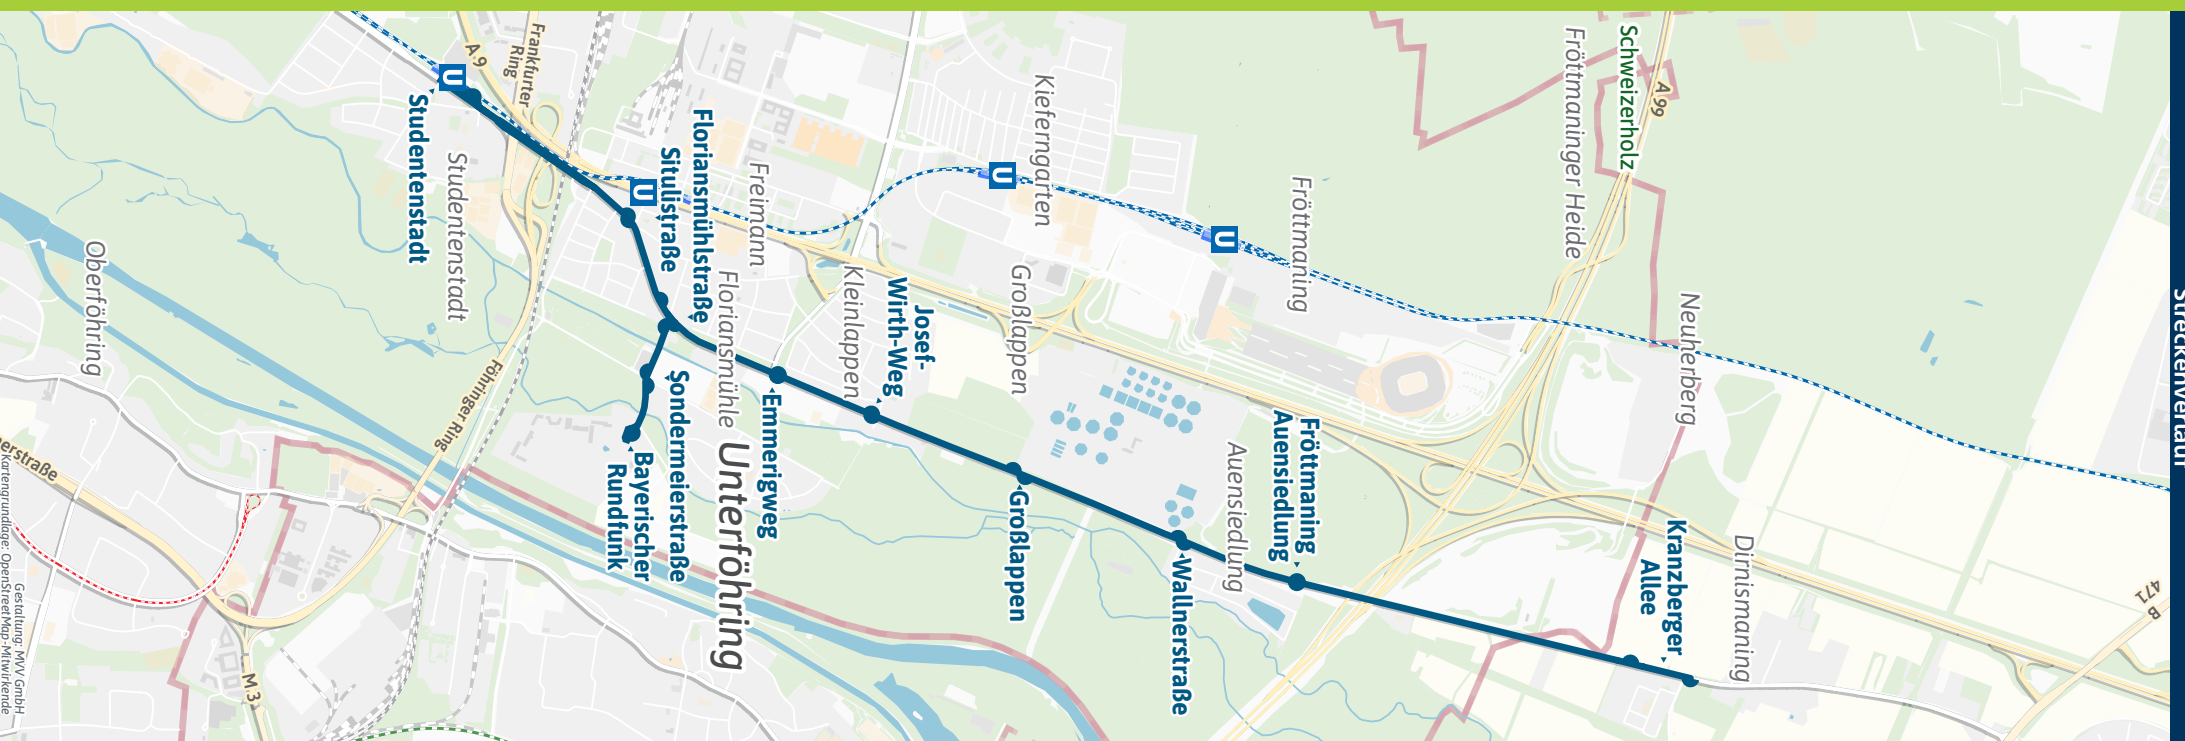 Streckenverlauf
A 9
Frankfurter
Ring
U
Studentenstadt
Studentenstadt
Oberföhring
U
Situlistraße
Floriansmühlstraße
Freimann
Floriansmühle
Sondermeierstraße
Bayerischer
Rundfunk
Unterföhring
Emmerigweg
Kleinlappen
Josef-
Wirth-Weg
U
Kieferngarten
Großlappen
Großlappen
U
Fröttmaning
Auensiedlung
Wallnerstraße
Fröttmaning
Auensiedlung
Fröttmaninger Heide
Schweizerholz
A 99
Neuherberg
Kranzberger
Allee
Dirnismaning
B
471
Föhringer Ring
erstraße
M 3
Gestaltung: MVV GmbH
Kartengrundlage: OpenStreetMap-Mitwirkende